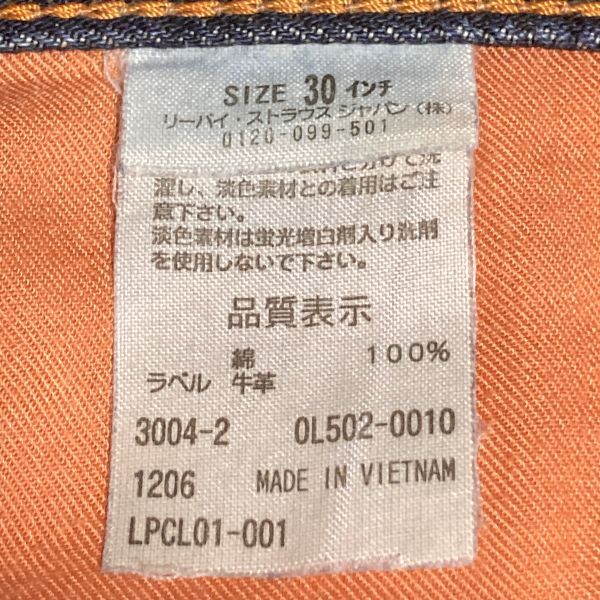 SIZE 30 インチ
リーバイ・ストラウス ジャパン(株)
0120-099-501
濯し、淡色素材との着用はご注
意下さい。
淡色素材は蛍光増白剤入り洗剤
を使用しないで下さい。
品質表示
綿 100%
ラベル 牛革
3004-2 0L502-0010
1206 MADE IN VIETNAM
LPCL01-001